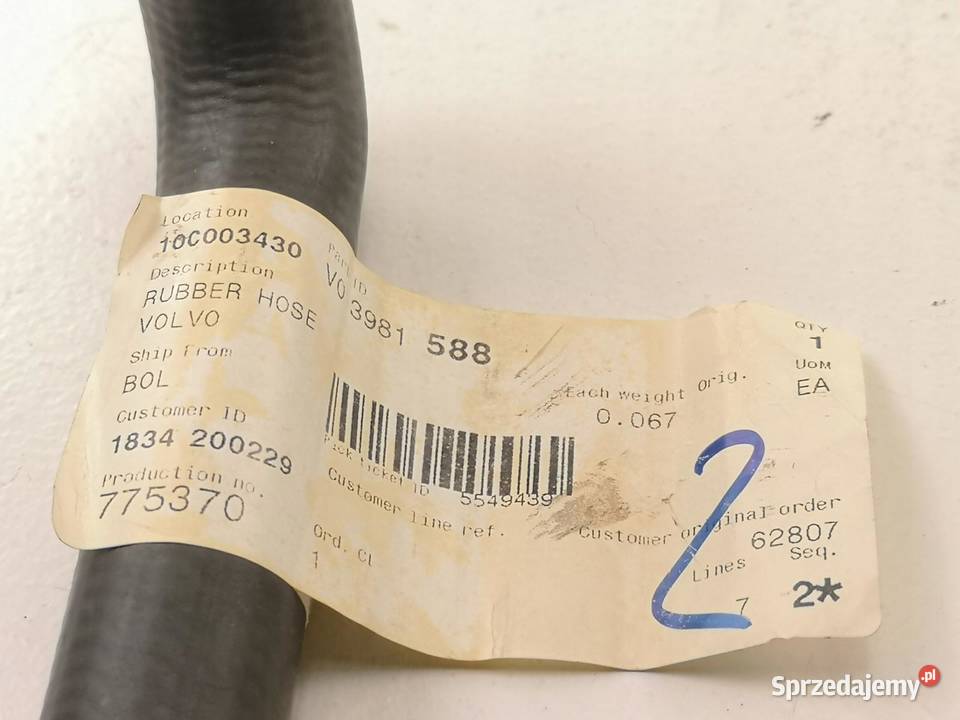 Location
10C003430
Part ID
VO 3981 588
Description
RUBBER HOSE
VOLVO
Ship From
BOL
Customer ID
1834 200229
Production no.
775370
Pick ticket ID
5549439
Customer line ref.
Ord. Cl
1
QTY
1
UoM
EA
Each weight Orig.
0.067
Customer original order
62807
Lines
7
Seq.
2*
2
Sprzedajemy.pl